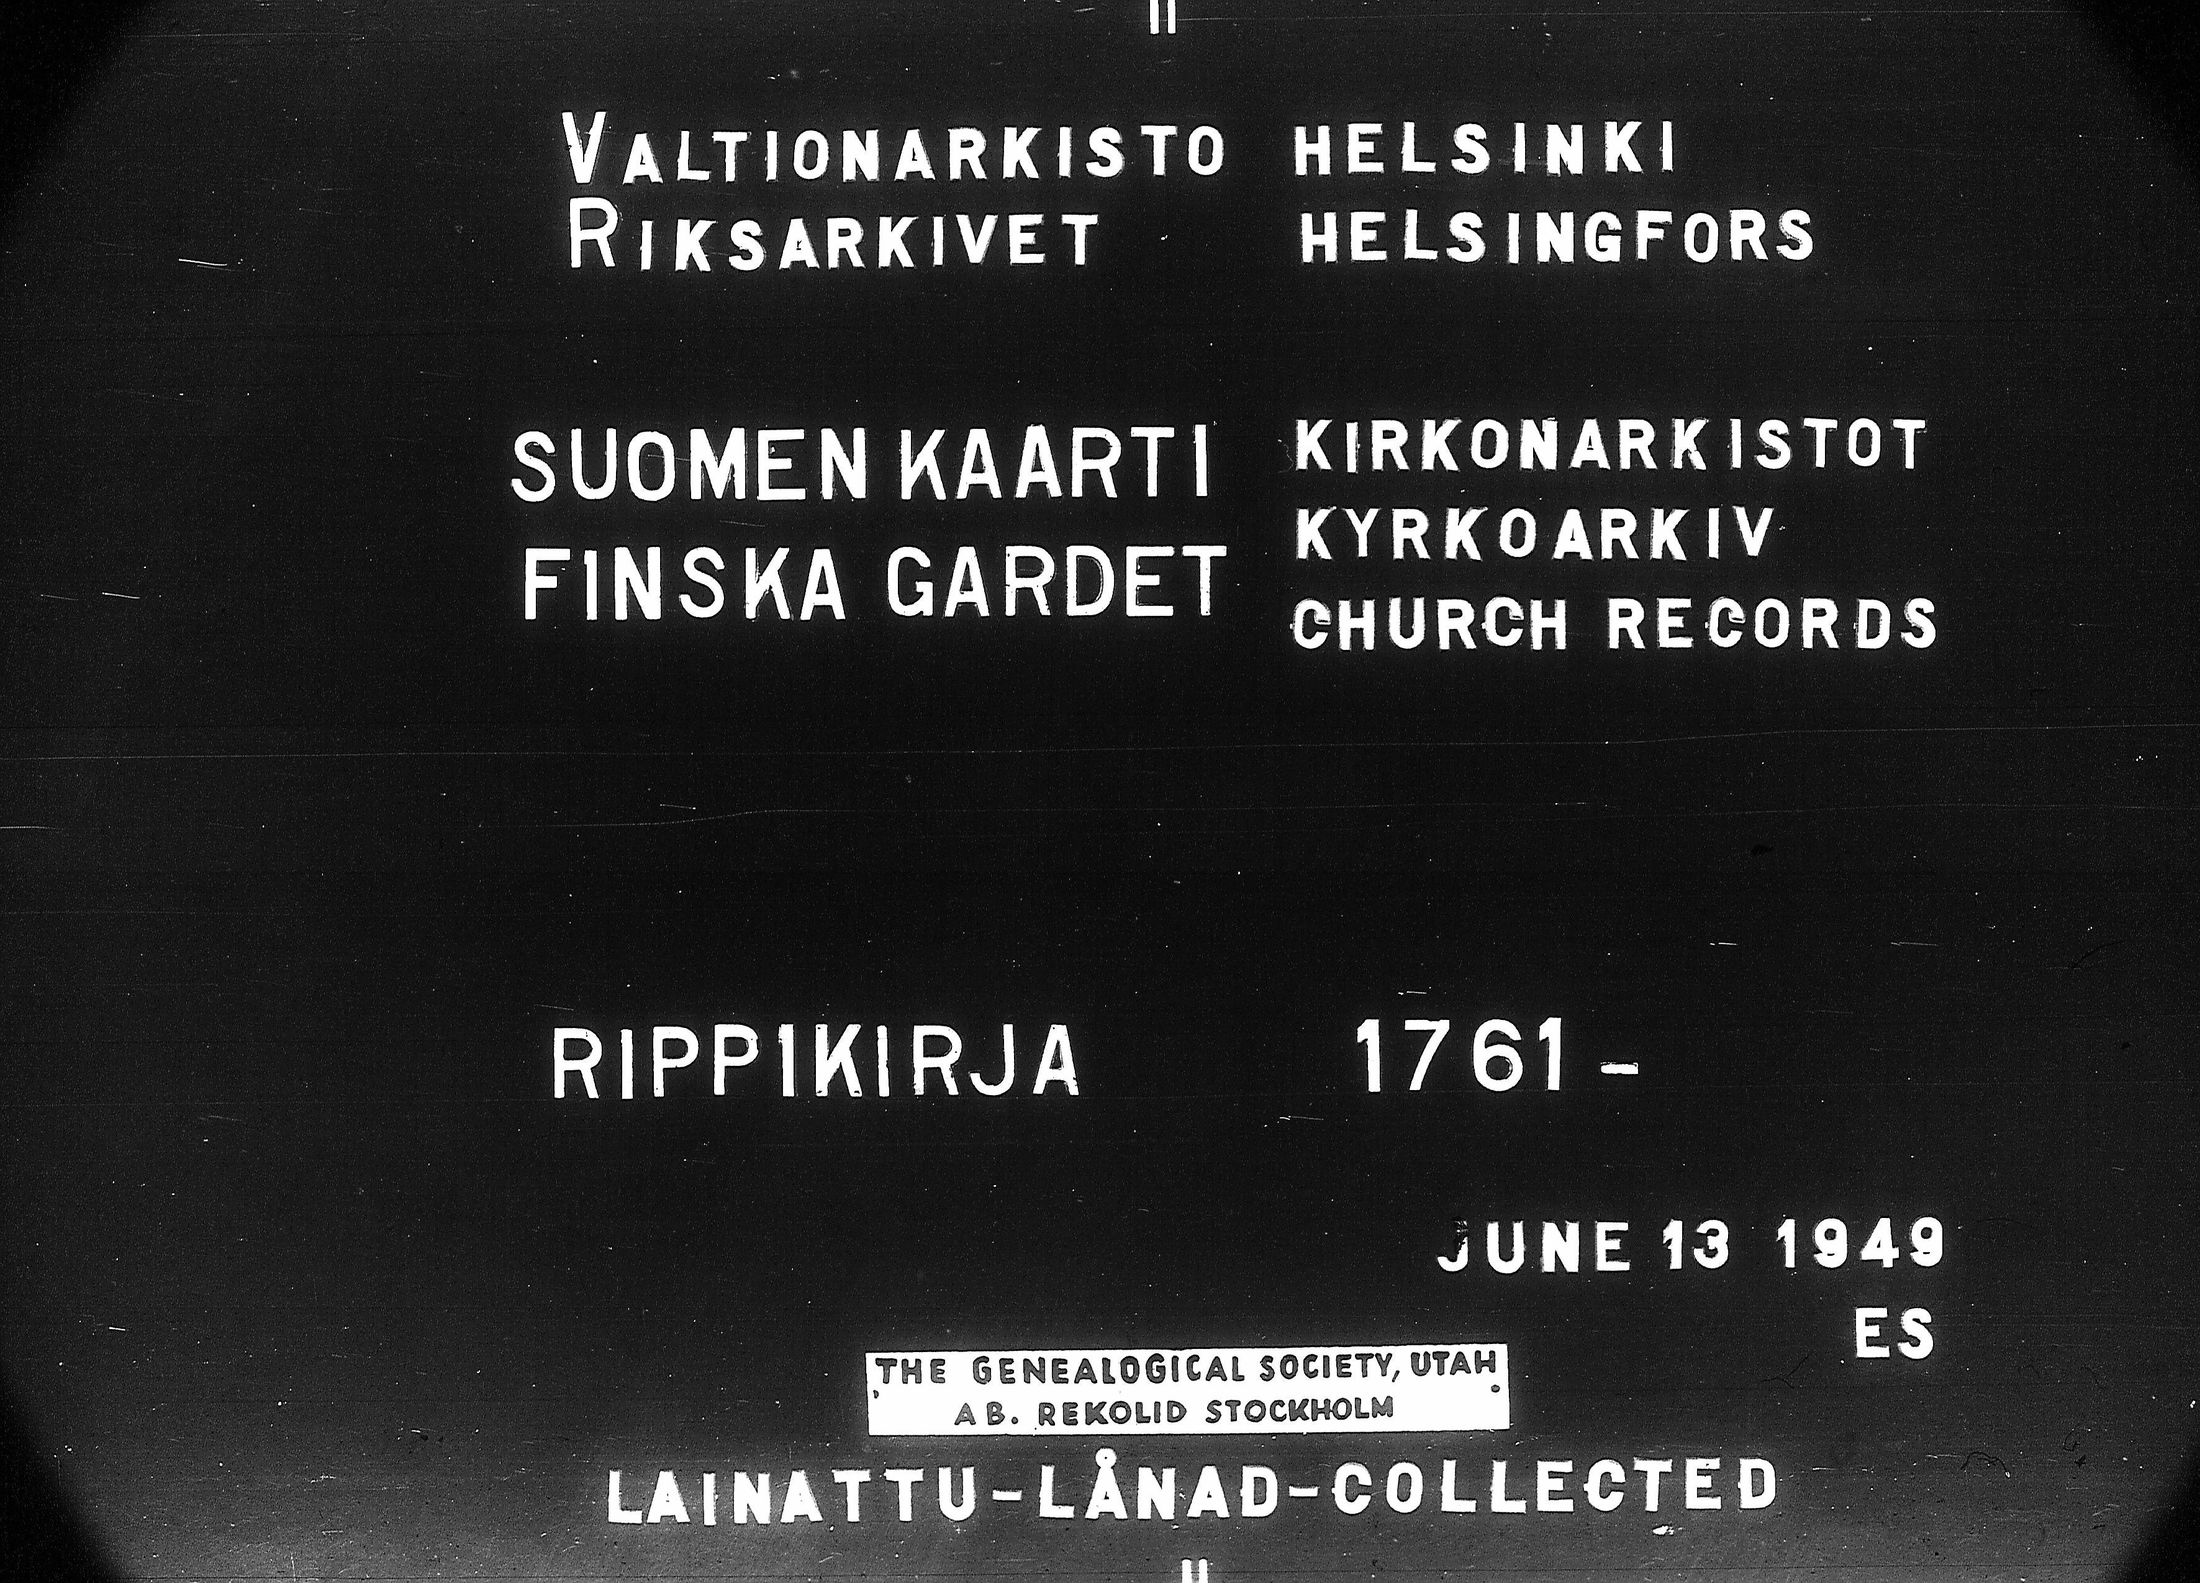 VALTIONARKISTO HELSINKI
RIKSARKIVET HELSINGFORS
SUOMEN KAARTI
FINSKA GARDET
KIRKONARKISTOT
KYRKOARKIV
CHURCH RECORDS
RIPPIKIRJA 1761-
JUNE 13 1949
ES
THE GENEALOGICAL SOCIETY, UTAH
AB. REKOLID STOCKHOLM
LAINATTU-LÅNAD-COLLECTED